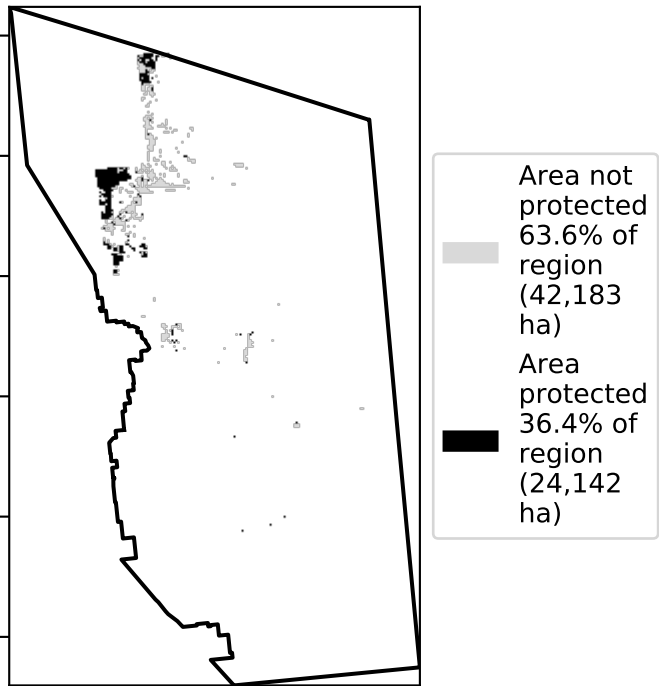 Area not
protected
63.6% of
region
(42,183
ha)
Area
protected
36.4% of
region
(24,142
ha)